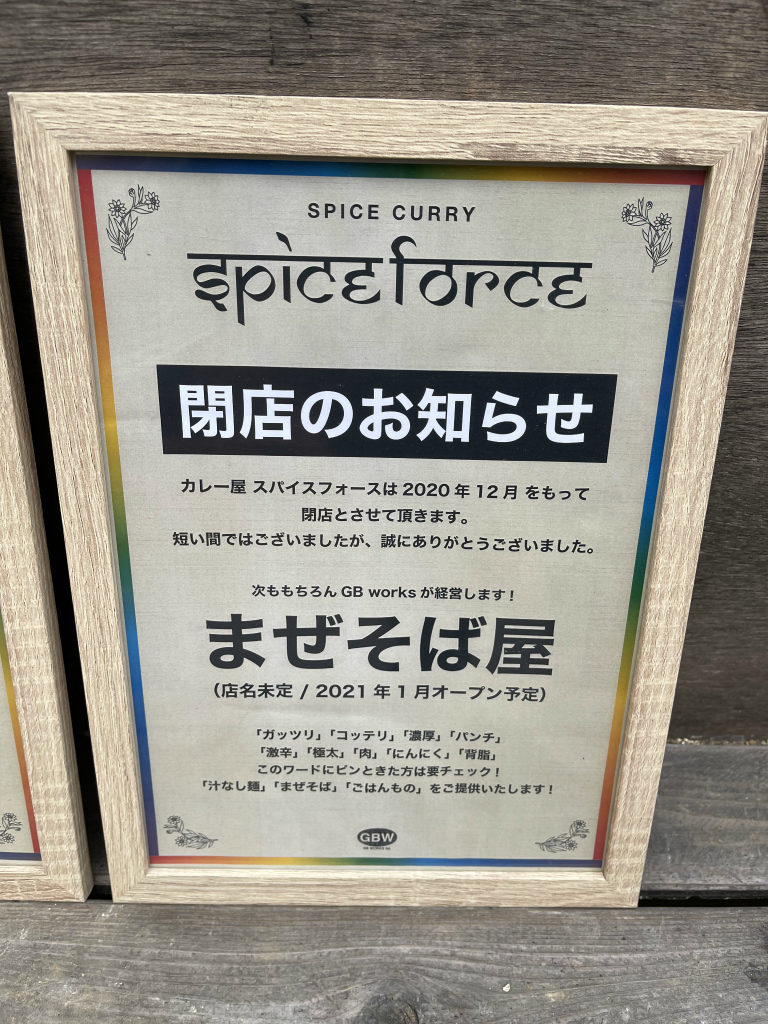 SPICE CURRY
spice force
閉店のお知らせ
カレー屋 スパイスフォースは 2020 年 12 月 をもって
閉店とさせて頂きます。
短い間ではございましたが、誠にありがとうございました。
次ももちろん GB works が経営します！
まぜそば屋
（店名未定 / 2021 年 1 月オープン予定）
「ガッツリ」「コッテリ」「濃厚」「パンチ」
「激辛」「極太」「肉」「にんにく」「背脂」
このワードにピンときた方は要チェック！
「汁なし麺」「まぜそば」「ごはんもの」をご提供いたします！
GBW